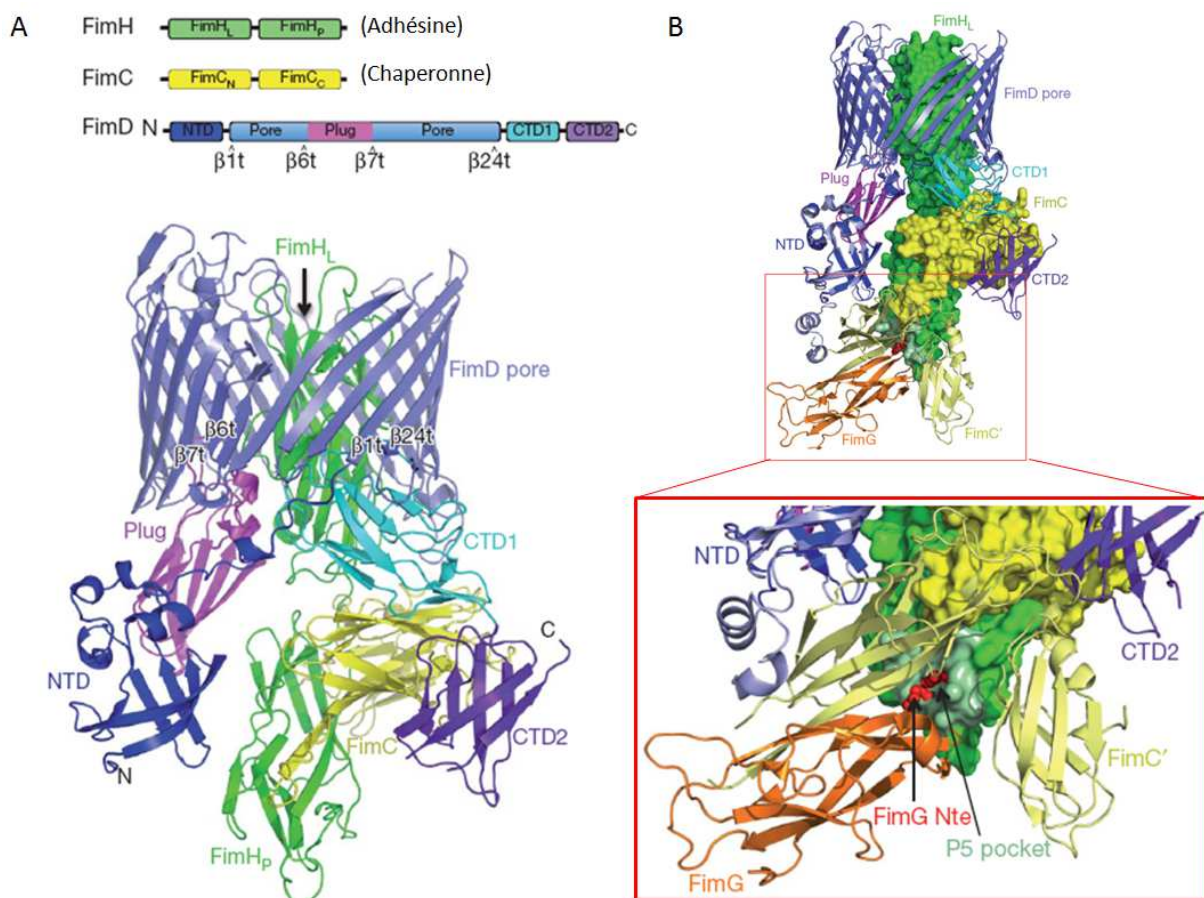 A
FimH FimH_L FimH_P (Adhésine)
FimC FimC_N FimC_C (Chaperonne)
FimD N NTD Pore Plug Pore CTD1 CTD2 C
β1t β6t β7t β24t
FimH_L
FimD pore
β6t
β7t
β1t
β24t
Plug
CTD1
NTD
C
N
FimC
CTD2
FimH_P
B
FimH_L
FimD pore
Plug
CTD1
FimC
NTD
CTD2
FimG
FimC′
NTD
CTD2
FimC′
FimG Nte
P5 pocket
FimG